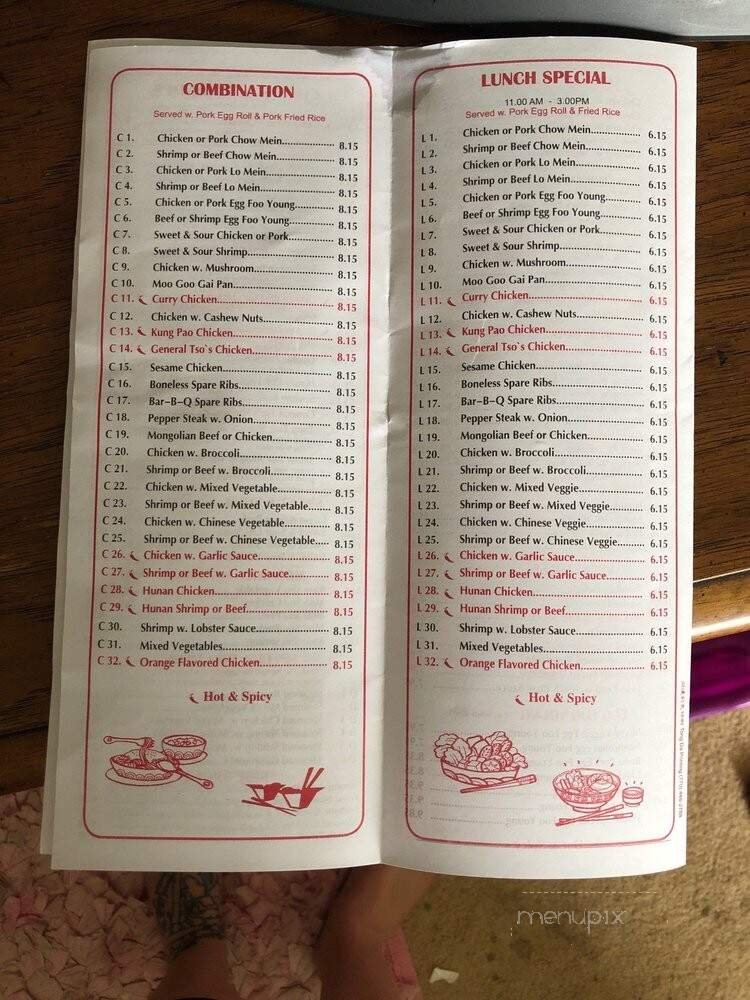 COMBINATION
Served w. Pork Egg Roll & Pork Fried Rice
C 1. Chicken or Pork Chow Mein................ 8.15
C 2. Shrimp or Beef Chow Mein................ 8.15
C 3. Chicken or Pork Lo Mein................ 8.15
C 4. Shrimp or Beef Lo Mein................ 8.15
C 5. Chicken or Pork Egg Foo Young................ 8.15
C 6. Beef or Shrimp Egg Foo Young................ 8.15
C 7. Sweet & Sour Chicken or Pork................ 8.15
C 8. Sweet & Sour Shrimp................ 8.15
C 9. Chicken w. Mushroom................ 8.15
C 10. Moo Goo Gai Pan................ 8.15
C 11. Curry Chicken................ 8.15
C 12. Chicken w. Cashew Nuts................ 8.15
C 13. Kung Pao Chicken................ 8.15
C 14. General Tso`s Chicken................ 8.15
C 15. Sesame Chicken................ 8.15
C 16. Boneless Spare Ribs................ 8.15
C 17. Bar-B-Q Spare Ribs................ 8.15
C 18. Pepper Steak w. Onion................ 8.15
C 19. Mongolian Beef or Chicken................ 8.15
C 20. Chicken w. Broccoli................ 8.15
C 21. Shrimp or Beef w. Broccoli................ 8.15
C 22. Chicken w. Mixed Vegetable................ 8.15
C 23. Shrimp or Beef w. Mixed Vegetable........ 8.15
C 24. Chicken w. Chinese Vegetable................ 8.15
C 25. Shrimp or Beef w. Chinese Vegetable..... 8.15
C 26. Chicken w. Garlic Sauce................ 8.15
C 27. Shrimp or Beef w. Garlic Sauce................ 8.15
C 28. Hunan Chicken................ 8.15
C 29. Hunan Shrimp or Beef................ 8.15
C 30. Shrimp w. Lobster Sauce................ 8.15
C 31. Mixed Vegetables................ 8.15
C 32. Orange Flavored Chicken................ 8.15
Hot & Spicy
LUNCH SPECIAL
11.00 AM - 3.00PM
Served w. Pork Egg Roll & Pork Fried Rice
L 1. Chicken or Pork Chow Mein................ 6.15
L 2. Shrimp or Beef Chow Mein................ 6.15
L 3. Chicken or Pork Lo Mein................ 6.15
L 4. Shrimp or Beef Lo Mein................ 6.15
L 5. Chicken or Pork Egg Foo Young................ 6.15
L 6. Beef or Shrimp Egg Foo Young................ 6.15
L 7. Sweet & Sour Chicken or Pork................ 6.15
L 8. Sweet & Sour Shrimp................ 6.15
L 9. Chicken w. Mushroom................ 6.15
L 10. Moo Goo Gai Pan................ 6.15
L 11. Curry Chicken................ 6.15
L 12. Chicken w. Cashew Nuts................ 6.15
L 13. Kung Pao Chicken................ 6.15
L 14. General Tso`s Chicken................ 6.15
L 15. Sesame Chicken................ 6.15
L 16. Boneless Spare Ribs................ 6.15
L 17. Bar-B-Q Spare Ribs................ 6.15
L 18. Pepper Steak w. Onion................ 6.15
L 19. Mongolian Beef or Chicken................ 6.15
L 20. Chicken w. Broccoli................ 6.15
L 21. Shrimp or Beef w. Broccoli................ 6.15
L 22. Chicken w. Mixed Veggie................ 6.15
L 23. Shrimp or Beef w. Mixed Veggie........... 6.15
L 24. Chicken w. Chinese Veggie................ 6.15
L 25. Shrimp or Beef w. Chinese Veggie......... 6.15
L 26. Chicken w. Garlic Sauce................ 6.15
L 27. Shrimp or Beef w. Garlic Sauce............ 6.15
L 28. Hunan Chicken................ 6.15
L 29. Hunan Shrimp or Beef................ 6.15
L 30. Shrimp w. Lobster Sauce................ 6.15
L 31. Mixed Vegetables................ 6.15
L 32. Orange Flavored Chicken................ 6.15
Hot & Spicy
menupix